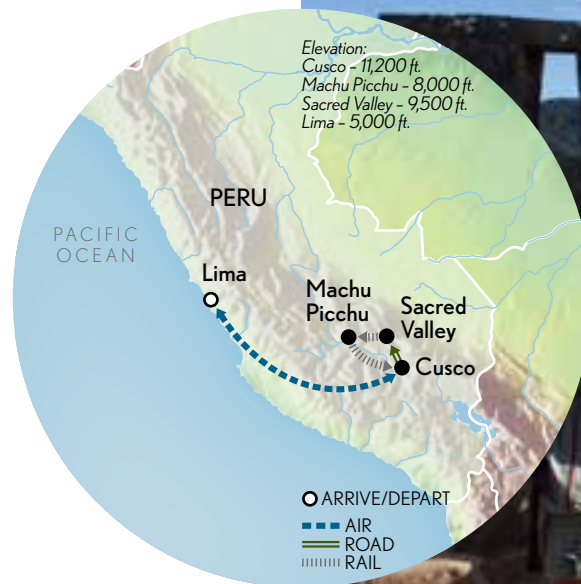 Elevation:
Cusco – 11,200 ft.
Machu Picchu – 8,000 ft.
Sacred Valley – 9,500 ft.
Lima – 5,000 ft.
PERU
PACIFIC
OCEAN
Lima
Machu
Picchu
Sacred
Valley
Cusco
ARRIVE/DEPART
AIR
ROAD
RAIL